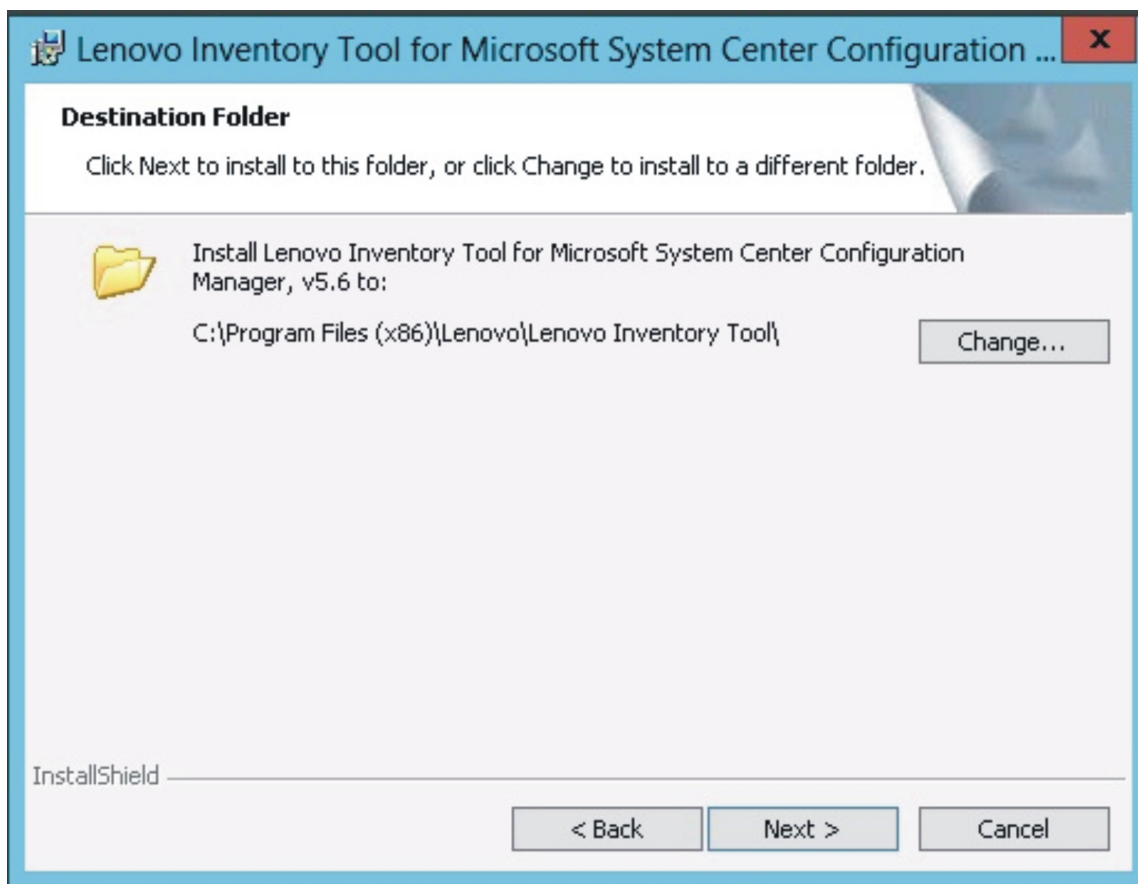 Lenovo Inventory Tool for Microsoft System Center Configuration ...
x
Destination Folder
Click Next to install to this folder, or click Change to install to a different folder.
Install Lenovo Inventory Tool for Microsoft System Center Configuration
Manager, v5.6 to:
C:\Program Files (x86)\Lenovo\Lenovo Inventory Tool\
Change...
InstallShield
< Back
Next >
Cancel